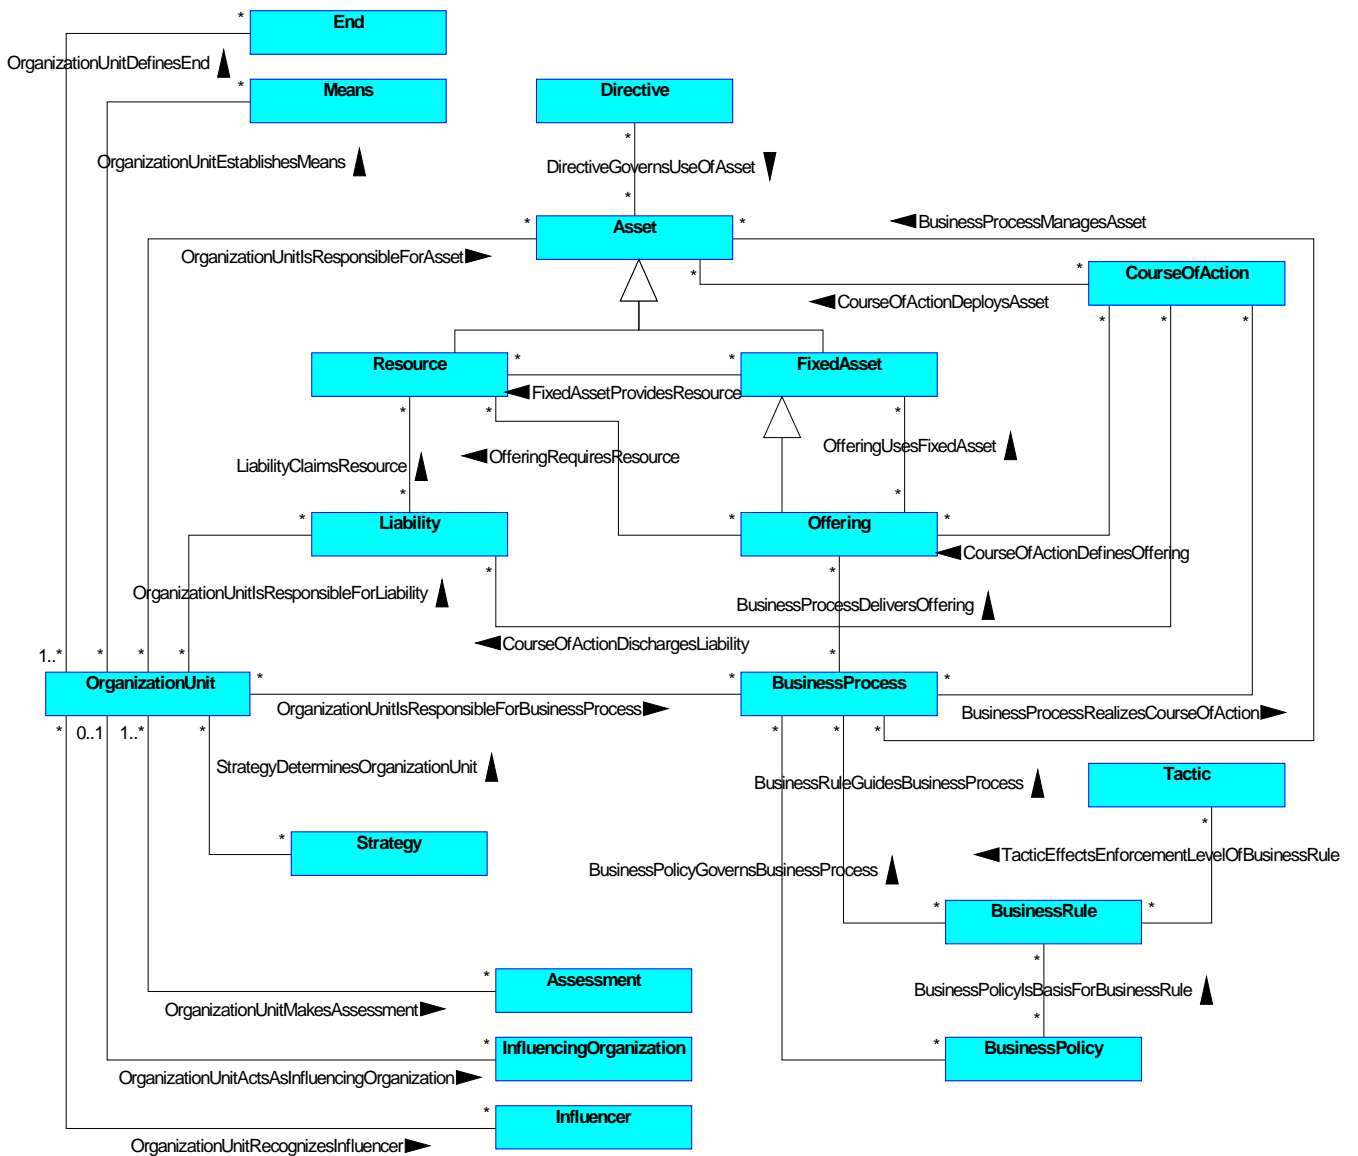 * End
OrganizationUnitDefinesEnd
* Means
Directive
OrganizationUnitEstablishesMeans
*
DirectiveGovernsUseOfAsset
*
* Asset *
BusinessProcessManagesAsset
OrganizationUnitIsResponsibleForAsset
* * CourseOfAction
CourseOfActionDeploysAsset
* * *
Resource * * FixedAsset
FixedAssetProvidesResource
* * *
OfferingUsesFixedAsset
LiabilityClaimsResource
OfferingRequiresResource
* *
* Liability * Offering *
CourseOfActionDefinesOffering
* *
OrganizationUnitIsResponsibleForLiability
BusinessProcessDeliversOffering
CourseOfActionDischargesLiability
1..* * * * *
OrganizationUnit * * BusinessProcess *
OrganizationUnitIsResponsibleForBusinessProcess
BusinessProcessRealizesCourseOfAction
* 0..1 1..* * * * *
StrategyDeterminesOrganizationUnit
BusinessRuleGuidesBusinessProcess
Tactic
*
* Strategy
TacticEffectsEnforcementLevelOfBusinessRule
BusinessPolicyGovernsBusinessProcess
* BusinessRule *
*
* Assessment
BusinessPolicyIsBasisForBusinessRule
OrganizationUnitMakesAssessment
*
* InfluencingOrganization
* BusinessPolicy
OrganizationUnitActsAsInfluencingOrganization
* Influencer
OrganizationUnitRecognizesInfluencer